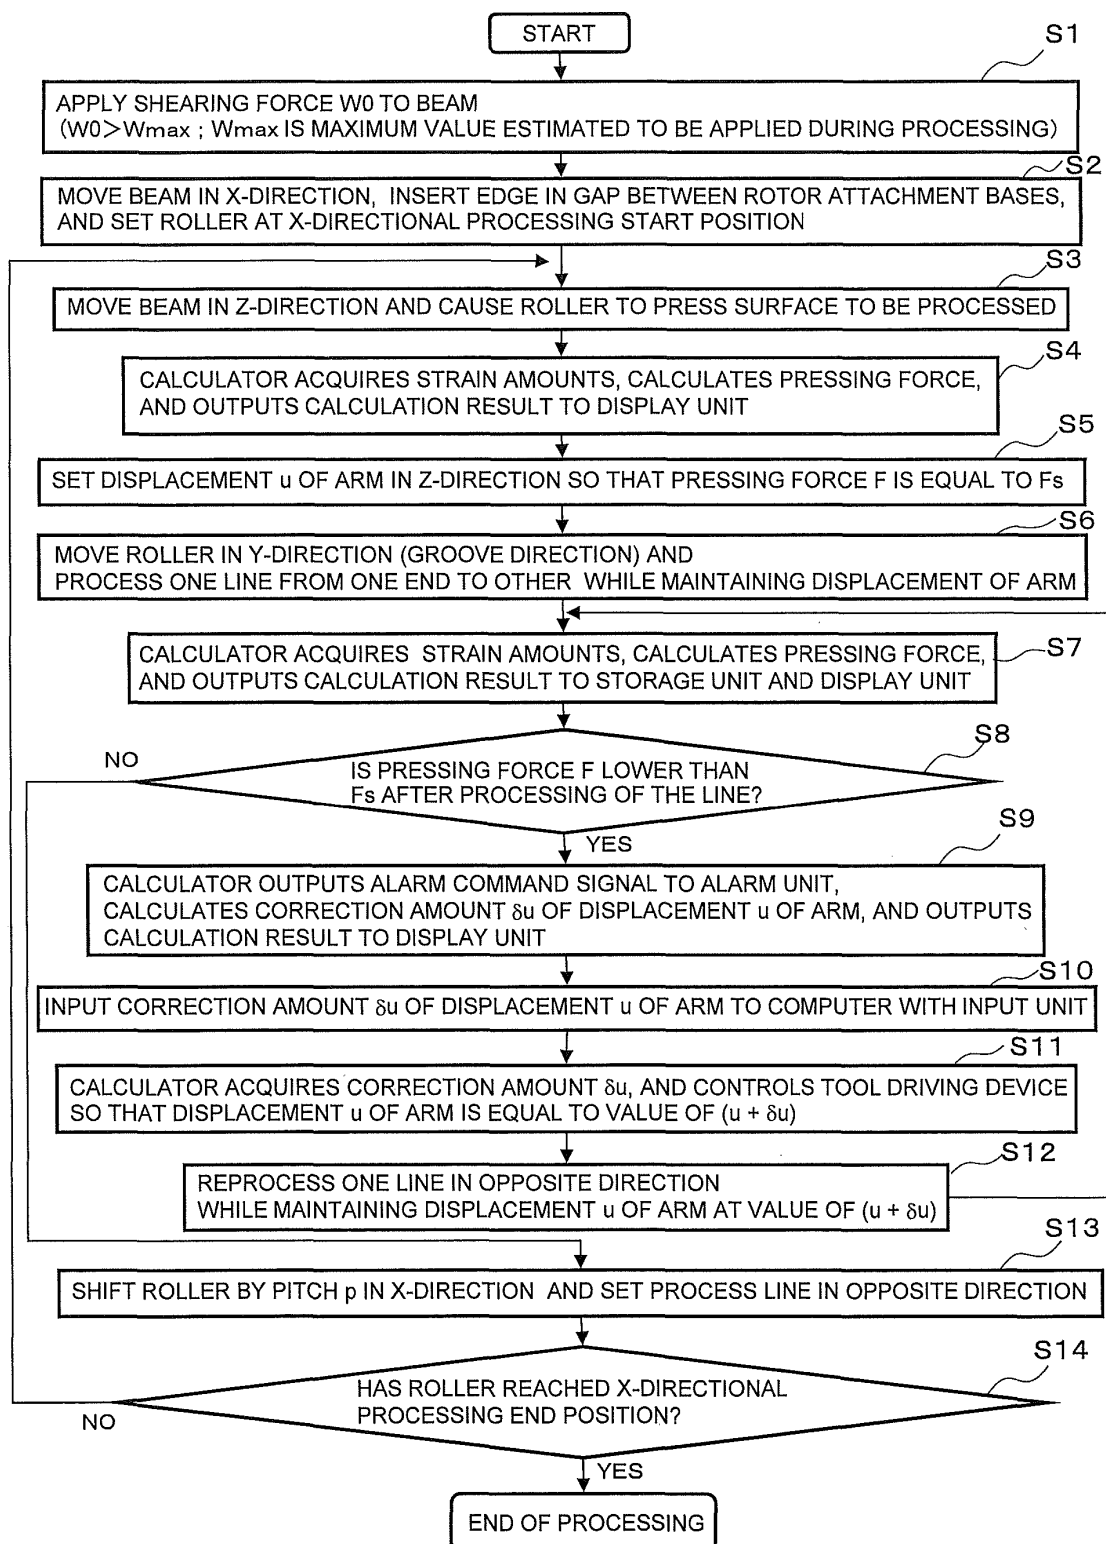 START
S1
APPLY SHEARING FORCE W0 TO BEAM
(W0>Wmax ; Wmax IS MAXIMUM VALUE ESTIMATED TO BE APPLIED DURING PROCESSING)
S2
MOVE BEAM IN X-DIRECTION, INSERT EDGE IN GAP BETWEEN ROTOR ATTACHMENT BASES,
AND SET ROLLER AT X-DIRECTIONAL PROCESSING START POSITION
S3
MOVE BEAM IN Z-DIRECTION AND CAUSE ROLLER TO PRESS SURFACE TO BE PROCESSED
S4
CALCULATOR ACQUIRES STRAIN AMOUNTS, CALCULATES PRESSING FORCE,
AND OUTPUTS CALCULATION RESULT TO DISPLAY UNIT
S5
SET DISPLACEMENT u OF ARM IN Z-DIRECTION SO THAT PRESSING FORCE F IS EQUAL TO Fs
S6
MOVE ROLLER IN Y-DIRECTION (GROOVE DIRECTION) AND
PROCESS ONE LINE FROM ONE END TO OTHER WHILE MAINTAINING DISPLACEMENT OF ARM
S7
CALCULATOR ACQUIRES STRAIN AMOUNTS, CALCULATES PRESSING FORCE,
AND OUTPUTS CALCULATION RESULT TO STORAGE UNIT AND DISPLAY UNIT
S8
NO
IS PRESSING FORCE F LOWER THAN
Fs AFTER PROCESSING OF THE LINE?
YES
S9
CALCULATOR OUTPUTS ALARM COMMAND SIGNAL TO ALARM UNIT,
CALCULATES CORRECTION AMOUNT δu OF DISPLACEMENT u OF ARM, AND OUTPUTS
CALCULATION RESULT TO DISPLAY UNIT
S10
INPUT CORRECTION AMOUNT δu OF DISPLACEMENT u OF ARM TO COMPUTER WITH INPUT UNIT
S11
CALCULATOR ACQUIRES CORRECTION AMOUNT δu, AND CONTROLS TOOL DRIVING DEVICE
SO THAT DISPLACEMENT u OF ARM IS EQUAL TO VALUE OF (u + δu)
S12
REPROCESS ONE LINE IN OPPOSITE DIRECTION
WHILE MAINTAINING DISPLACEMENT u OF ARM AT VALUE OF (u + δu)
S13
SHIFT ROLLER BY PITCH p IN X-DIRECTION AND SET PROCESS LINE IN OPPOSITE DIRECTION
S14
HAS ROLLER REACHED X-DIRECTIONAL
PROCESSING END POSITION?
NO
YES
END OF PROCESSING